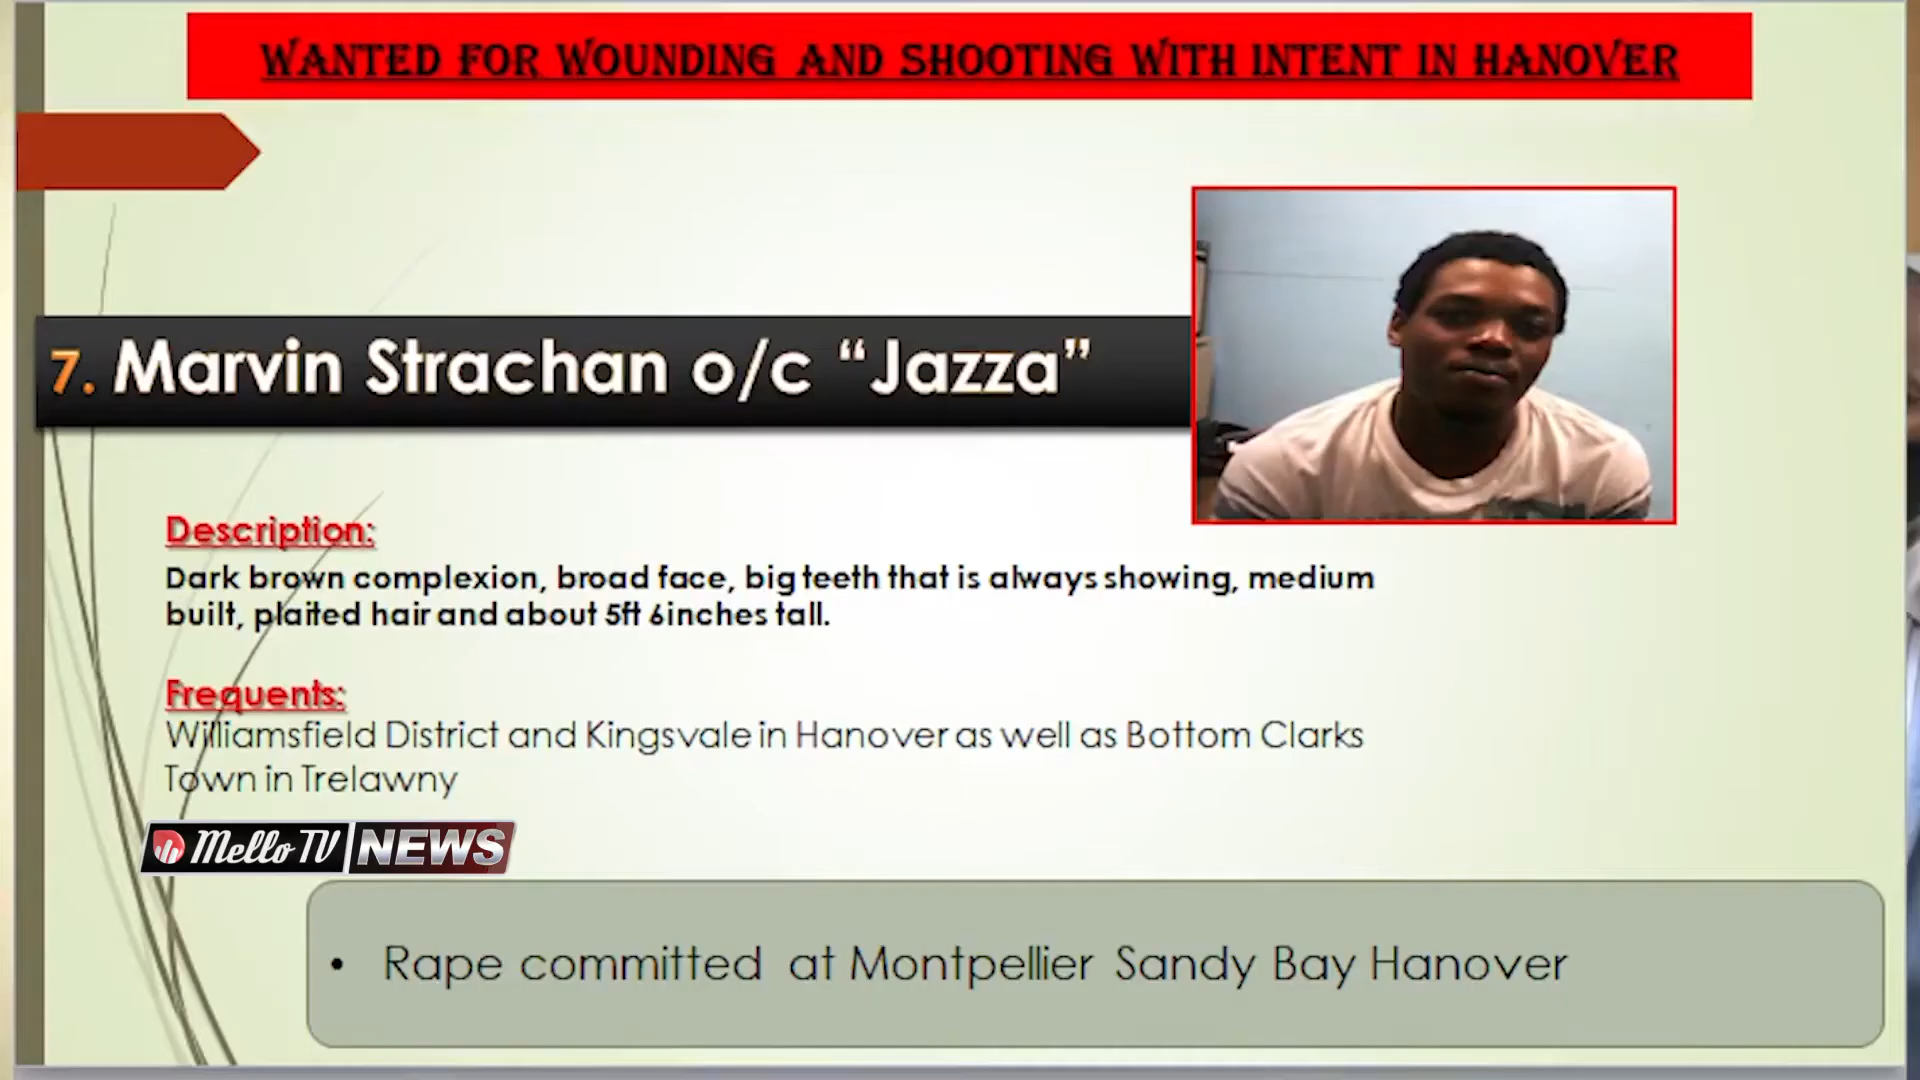 WANTED FOR WOUNDING AND SHOOTING WITH INTENT IN HANOVER
7. Marvin Strachan o/c “Jazza”
Description:
Dark brown complexion, broad face, big teeth that is always showing, medium
built, plaited hair and about 5ft 6inches tall.
Frequents:
Williamsfield District and Kingsvale in Hanover as well as Bottom Clarks
Town in Trelawny
Mello TV NEWS
• Rape committed at Montpellier Sandy Bay Hanover